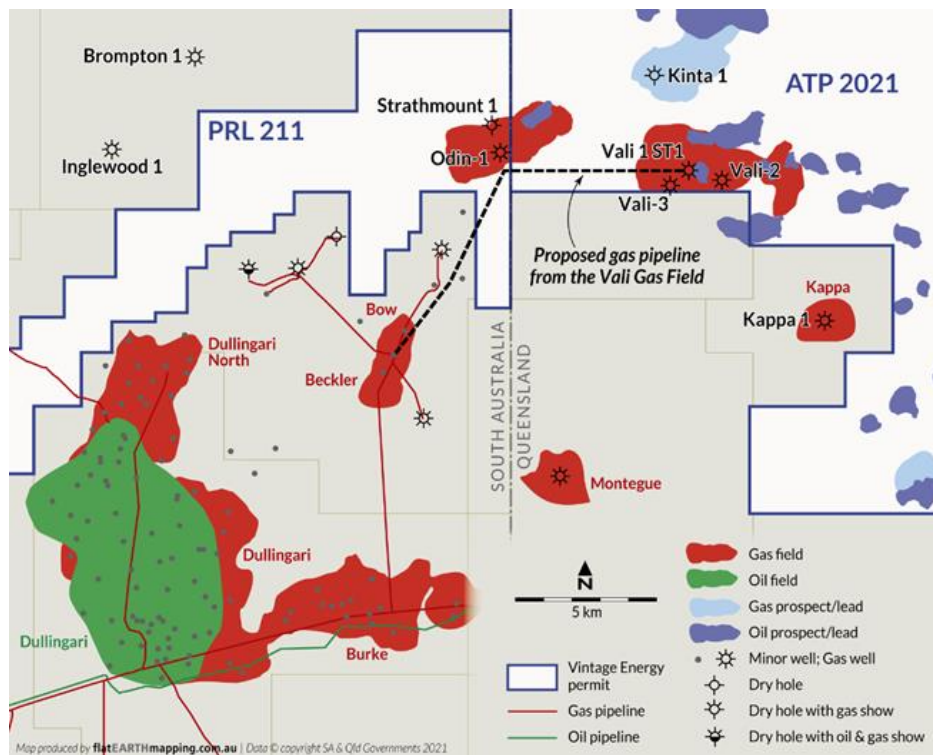 Brompton 1
Kinta 1
ATP 2021
Strathmount 1
PRL 211
Odin-1
Vali 1 ST1
Inglewood 1
Vali-2
Vali-3
Proposed gas pipeline
from the Vali Gas Field
Kappa
Bow
Kappa 1
Dullingari
North
Beckler
SOUTH AUSTRALIA
QUEENSLAND
Montegue
Dullingari
Dullingari
Burke
N
5 km
Gas field
Oil field
Gas prospect/lead
Oil prospect/lead
Minor well; Gas well
Dry hole
Dry hole with gas show
Dry hole with oil & gas show
Vintage Energy
permit
Gas pipeline
Oil pipeline
Map produced by flatEARTHmapping.com.au | Data © copyright SA & Qld Governments 2021